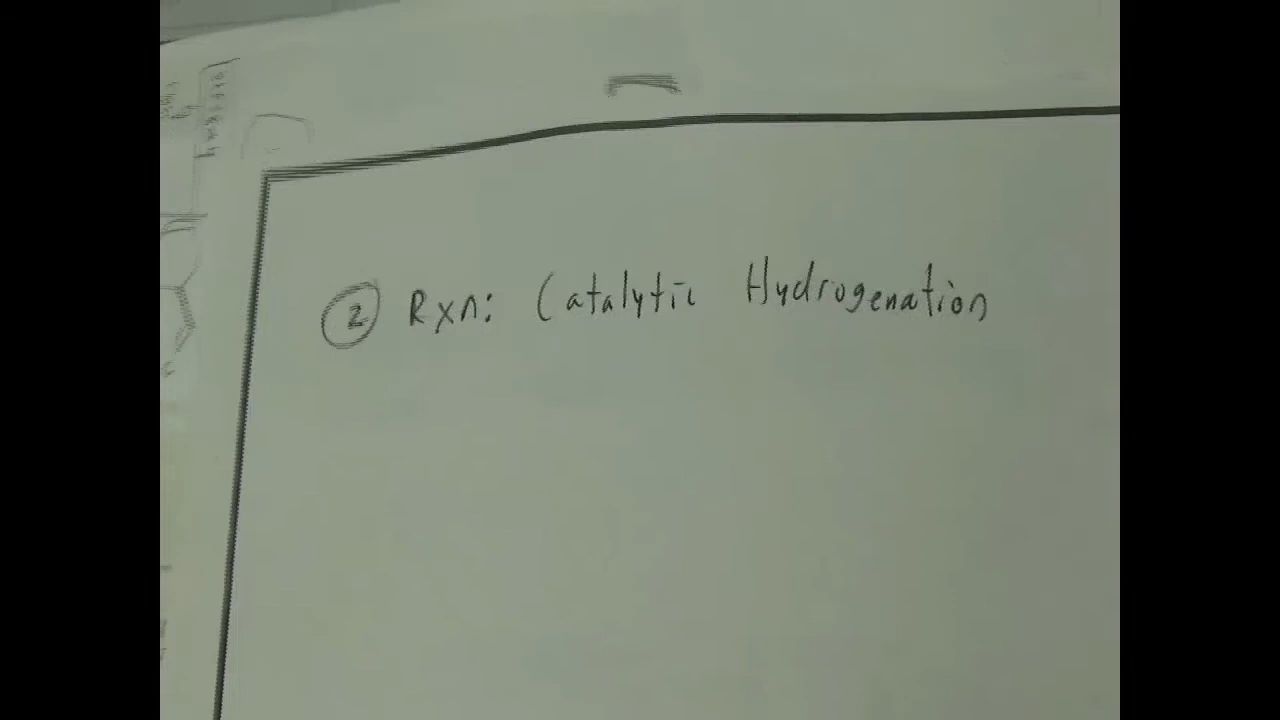 ② Rxn: Catalytic Hydrogenation